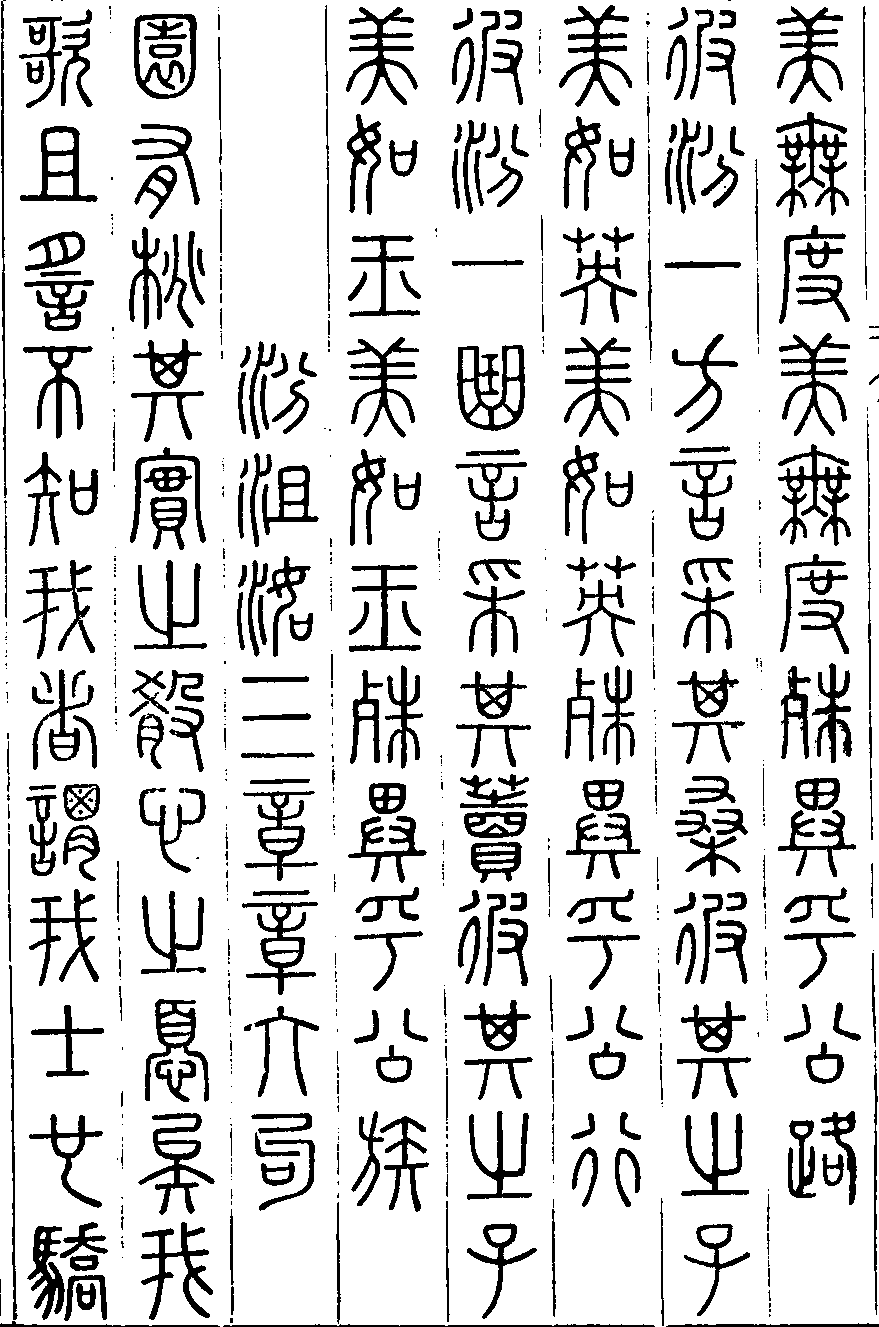 美無度美無度殊異乎公路
彼汾一方言采其桑彼其之子
美如英美如英殊異乎公行
彼汾一曲言采其藚彼其之子
美如玉美如玉殊異乎公族
汾沮洳三章章六句
園有桃其實之殽心之憂矣我
歌且謠不知我者謂我士也驕